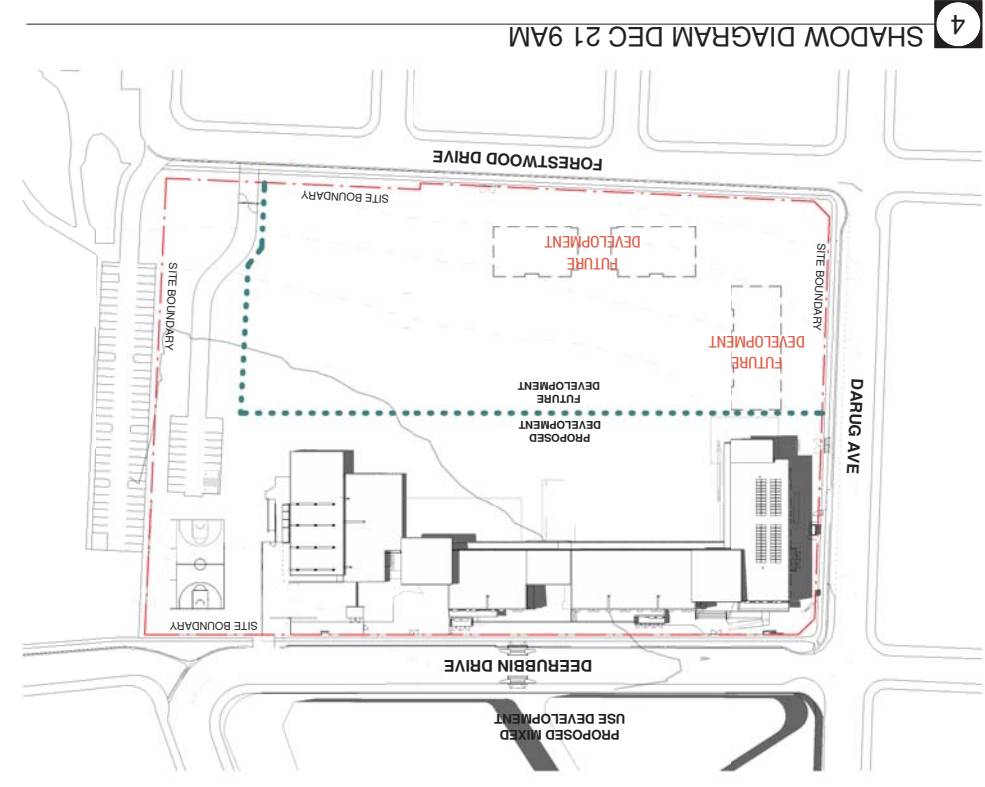 PROPOSED MIXED
USE DEVELOPMENT
DEERUBBIN DRIVE
SITE BOUNDARY
DARUG AVE
PROPOSED
DEVELOPMENT
FUTURE
DEVELOPMENT
FUTURE
DEVELOPMENT
SITE BOUNDARY
SITE BOUNDARY
FUTURE
DEVELOPMENT
SITE BOUNDARY
FORESTWOOD DRIVE
4
SHADOW DIAGRAM DEC 21 9AM